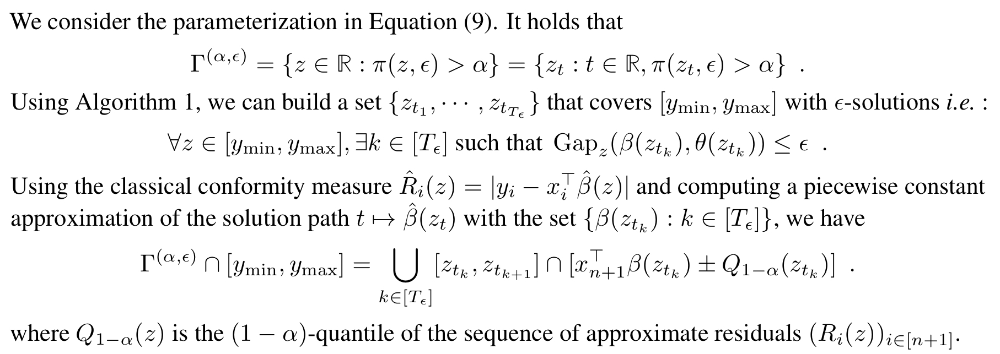 We consider the parameterization in Equation (9). It holds that
$\Gamma^{(\alpha,\epsilon)} = \{z \in \mathbb{R} : \pi(z, \epsilon) > \alpha\} = \{z_t : t \in \mathbb{R}, \pi(z_t, \epsilon) > \alpha\}$ .
Using Algorithm 1, we can build a set $\{z_{t_1}, \cdots, z_{t_{T_\epsilon}}\}$ that covers $[y_{\min}, y_{\max}]$ with $\epsilon$-solutions i.e. :
$\forall z \in [y_{\min}, y_{\max}], \exists k \in [T_\epsilon]$ such that $\mathrm{Gap}_z(\beta(z_{t_k}), \theta(z_{t_k})) \leq \epsilon$ .
Using the classical conformity measure $\hat{R}_i(z) = |y_i - x_i^\top \hat{\beta}(z)|$ and computing a piecewise constant
approximation of the solution path $t \mapsto \hat{\beta}(z_t)$ with the set $\{\beta(z_{t_k}) : k \in [T_\epsilon]\}$, we have
$\Gamma^{(\alpha,\epsilon)} \cap [y_{\min}, y_{\max}] = \bigcup_{k \in [T_\epsilon]} [z_{t_k}, z_{t_{k+1}}] \cap [x_{n+1}^\top \beta(z_{t_k}) \pm Q_{1-\alpha}(z_{t_k})]$ .
where $Q_{1-\alpha}(z)$ is the $(1 - \alpha)$-quantile of the sequence of approximate residuals $(R_i(z))_{i \in [n+1]}$.